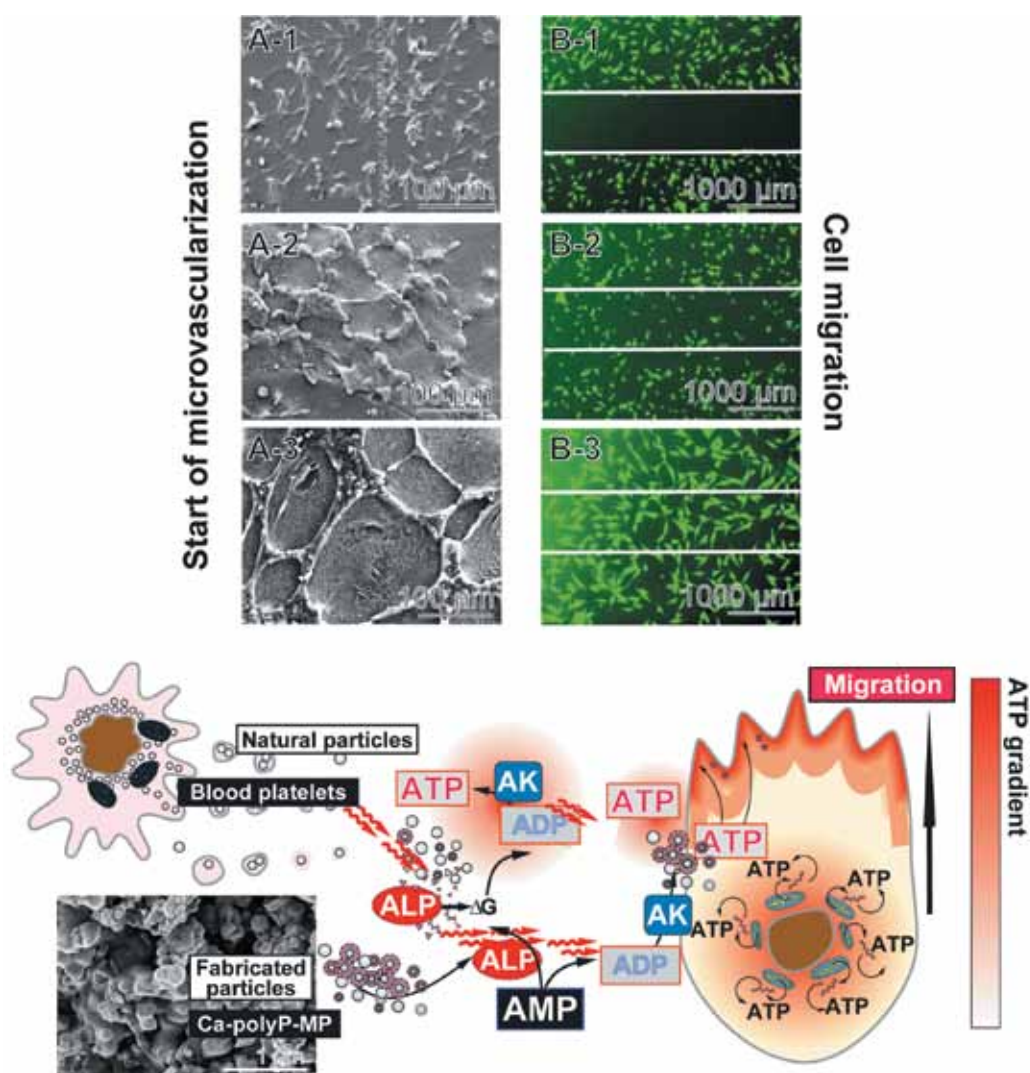 A-1
100 µm
B-1
1000 µm
A-2
100 µm
B-2
1000 µm
A-3
100 µm
B-3
1000 µm
Start of microvascularization
Cell migration
Natural particles
Blood platelets
ATP
AK
ADP
ATP
ATP
ALP
ΔG
ALP
AK
ADP
AMP
Fabricated
particles
Ca-polyP-MP
Migration
ATP gradient
ATP
ATP
ATP
ATP
ATP
ATP